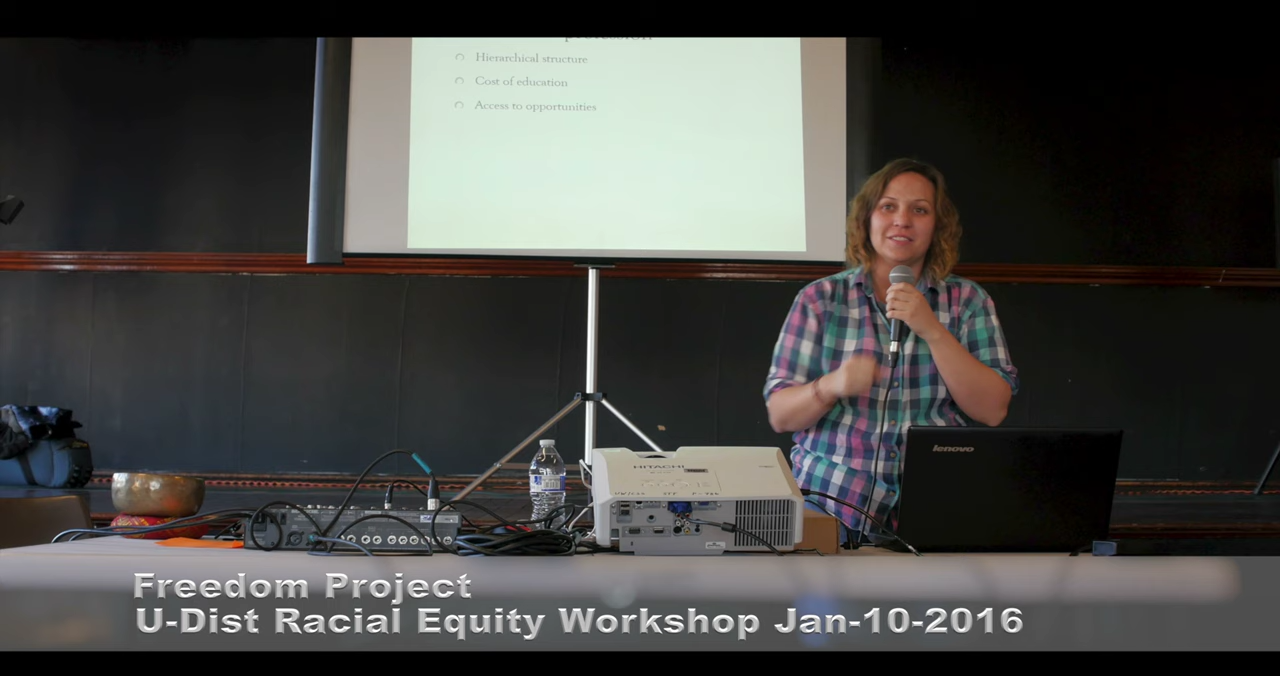 Hierarchical structure
Cost of education
Access to opportunities
HITACHI
lenovo
Freedom Project
U-Dist Racial Equity Workshop Jan-10-2016